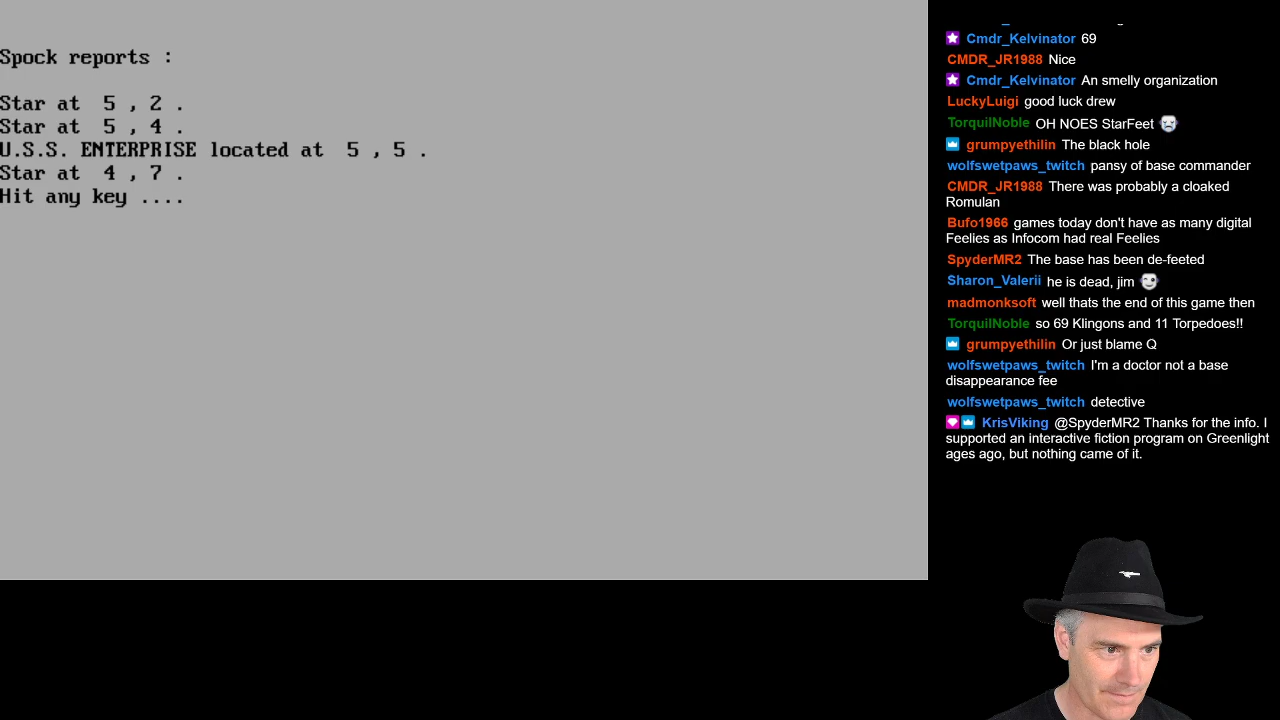 Spock reports :
Star at 5 , 2 .
Star at 5 , 4 .
U.S.S. ENTERPRISE located at 5 , 5 .
Star at 4 , 7 .
Hit any key ....
Cmdr_Kelvinator 69
CMDR_JR1988 Nice
Cmdr_Kelvinator An smelly organization
LuckyLuigi good luck drew
TorquilNoble OH NOES StarFeet
grumpyethilin The black hole
wolfswetpaws_twitch pansy of base commander
CMDR_JR1988 There was probably a cloaked
Romulan
Bufo1966 games today don't have as many digital
Feelies as Infocom had real Feelies
SpyderMR2 The base has been de-feeted
Sharon_Valerii he is dead, jim
madmonksoft well thats the end of this game then
TorquilNoble so 69 Klingons and 11 Torpedoes!!
grumpyethilin Or just blame Q
wolfswetpaws_twitch I'm a doctor not a base
disappearance fee
wolfswetpaws_twitch detective
KrisViking @SpyderMR2 Thanks for the info. I
supported an interactive fiction program on Greenlight
ages ago, but nothing came of it.